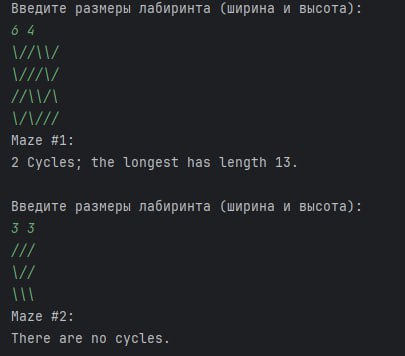 Введите размеры лабиринта (ширина и высота):
6 4
\//\\/
\///\/
//\\/\
\/\///
Maze #1:
2 Cycles; the longest has length 13.
Введите размеры лабиринта (ширина и высота):
3 3
///
\//
\\\
Maze #2:
There are no cycles.